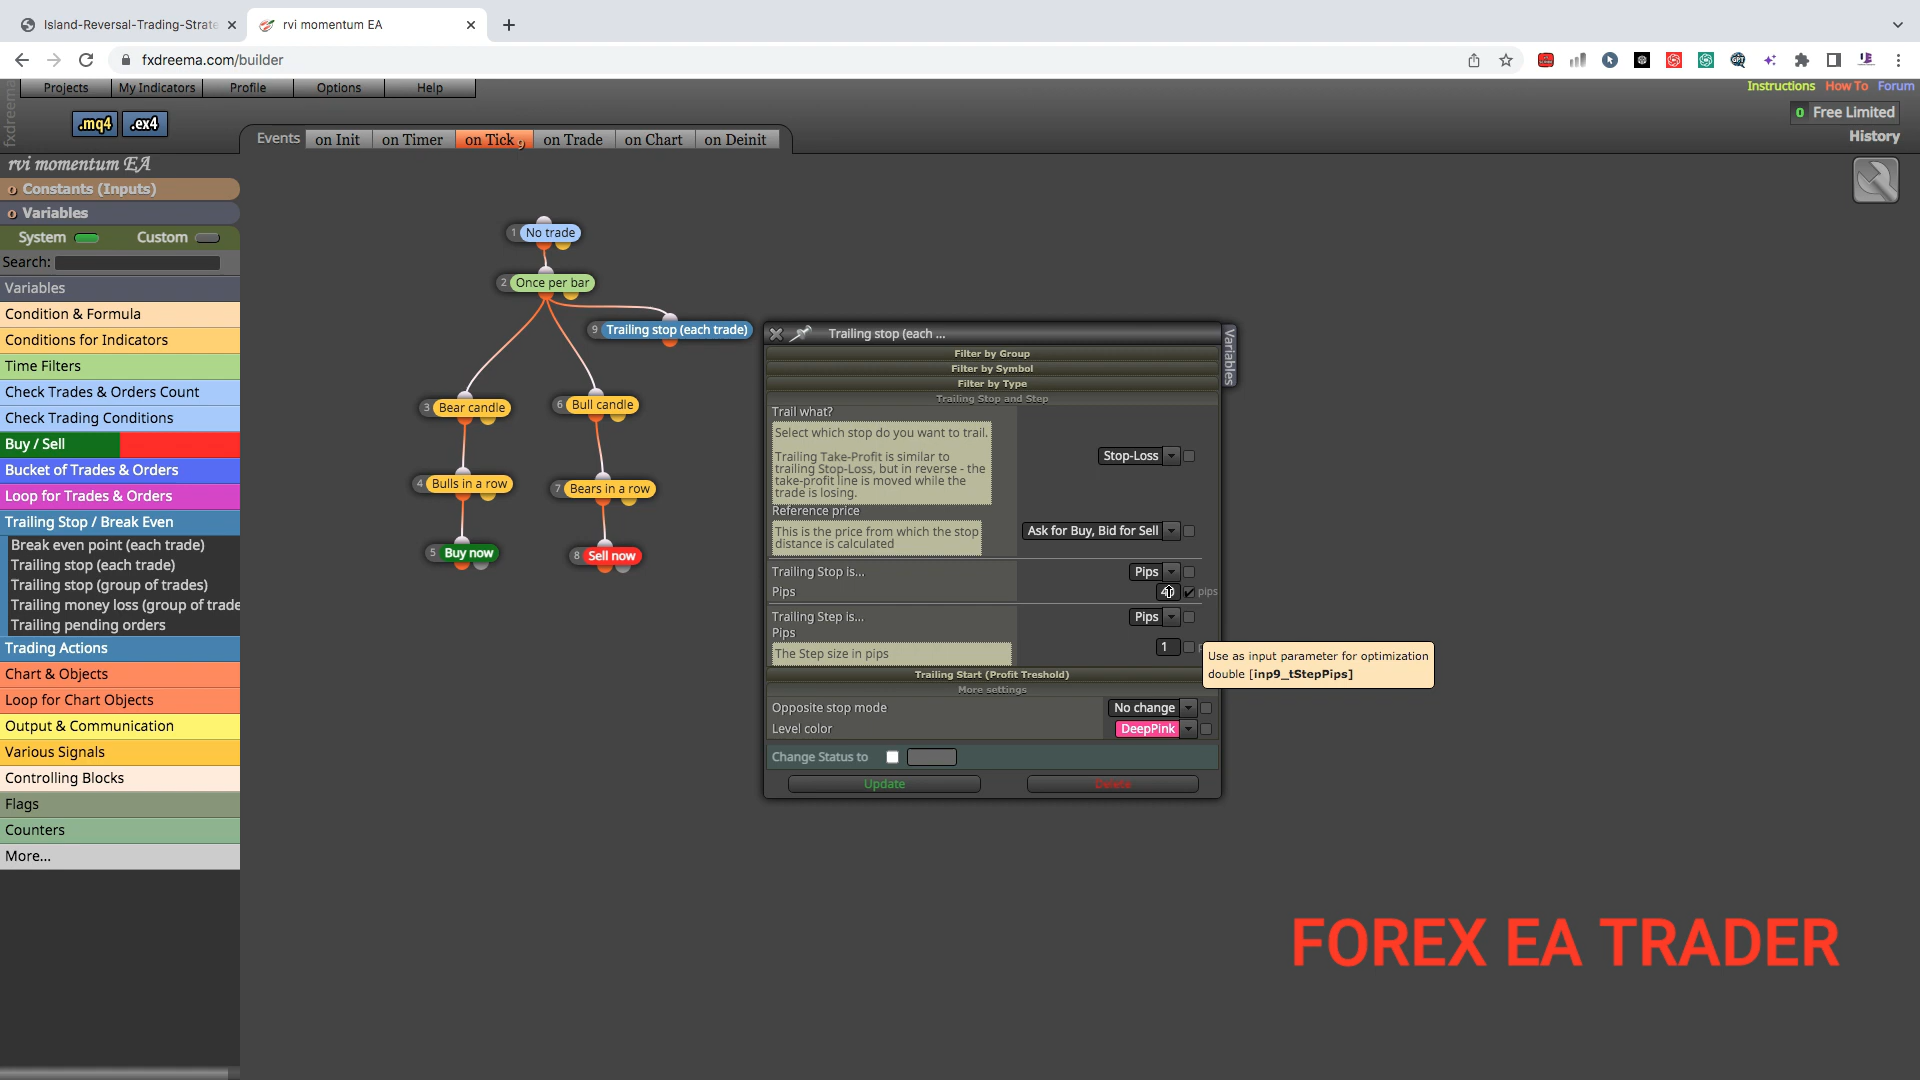 Island-Reversal-Trading-Strate
rvi momentum EA
fxdreema.com/builder
Projects
My Indicators
Profile
Options
Help
Instructions
How To
Forum
fxdreema
.mq4
.ex4
0 Free Limited
History
Events
on Init
on Timer
on Tick 9
on Trade
on Chart
on Deinit
rvi momentum EA
o Constants (Inputs)
o Variables
System
Custom
Search:
Variables
Condition & Formula
Conditions for Indicators
Time Filters
Check Trades & Orders Count
Check Trading Conditions
Buy / Sell
Bucket of Trades & Orders
Loop for Trades & Orders
Trailing Stop / Break Even
Break even point (each trade)
Trailing stop (each trade)
Trailing stop (group of trades)
Trailing money loss (group of trade
Trailing pending orders
Trading Actions
Chart & Objects
Loop for Chart Objects
Output & Communication
Various Signals
Controlling Blocks
Flags
Counters
More...
1 No trade
2 Once per bar
9 Trailing stop (each trade)
3 Bear candle
6 Bull candle
4 Bulls in a row
7 Bears in a row
5 Buy now
8 Sell now
Trailing stop (each ...
Variables
Filter by Group
Filter by Symbol
Filter by Type
Trailing Stop and Step
Trail what?
Select which stop do you want to trail.
Trailing Take-Profit is similar to
trailing Stop-Loss, but in reverse - the
take-profit line is moved while the
trade is losing.
Stop-Loss
Reference price
This is the price from which the stop
distance is calculated
Ask for Buy, Bid for Sell
Trailing Stop is...
Pips
Pips
pips
Trailing Step is...
Pips
Pips
The Step size in pips
1
Use as input parameter for optimization
double [inp9_tStepPips]
Trailing Start (Profit Treshold)
More settings
Opposite stop mode
No change
Level color
DeepPink
Change Status to
Update
Delete
FOREX EA TRADER